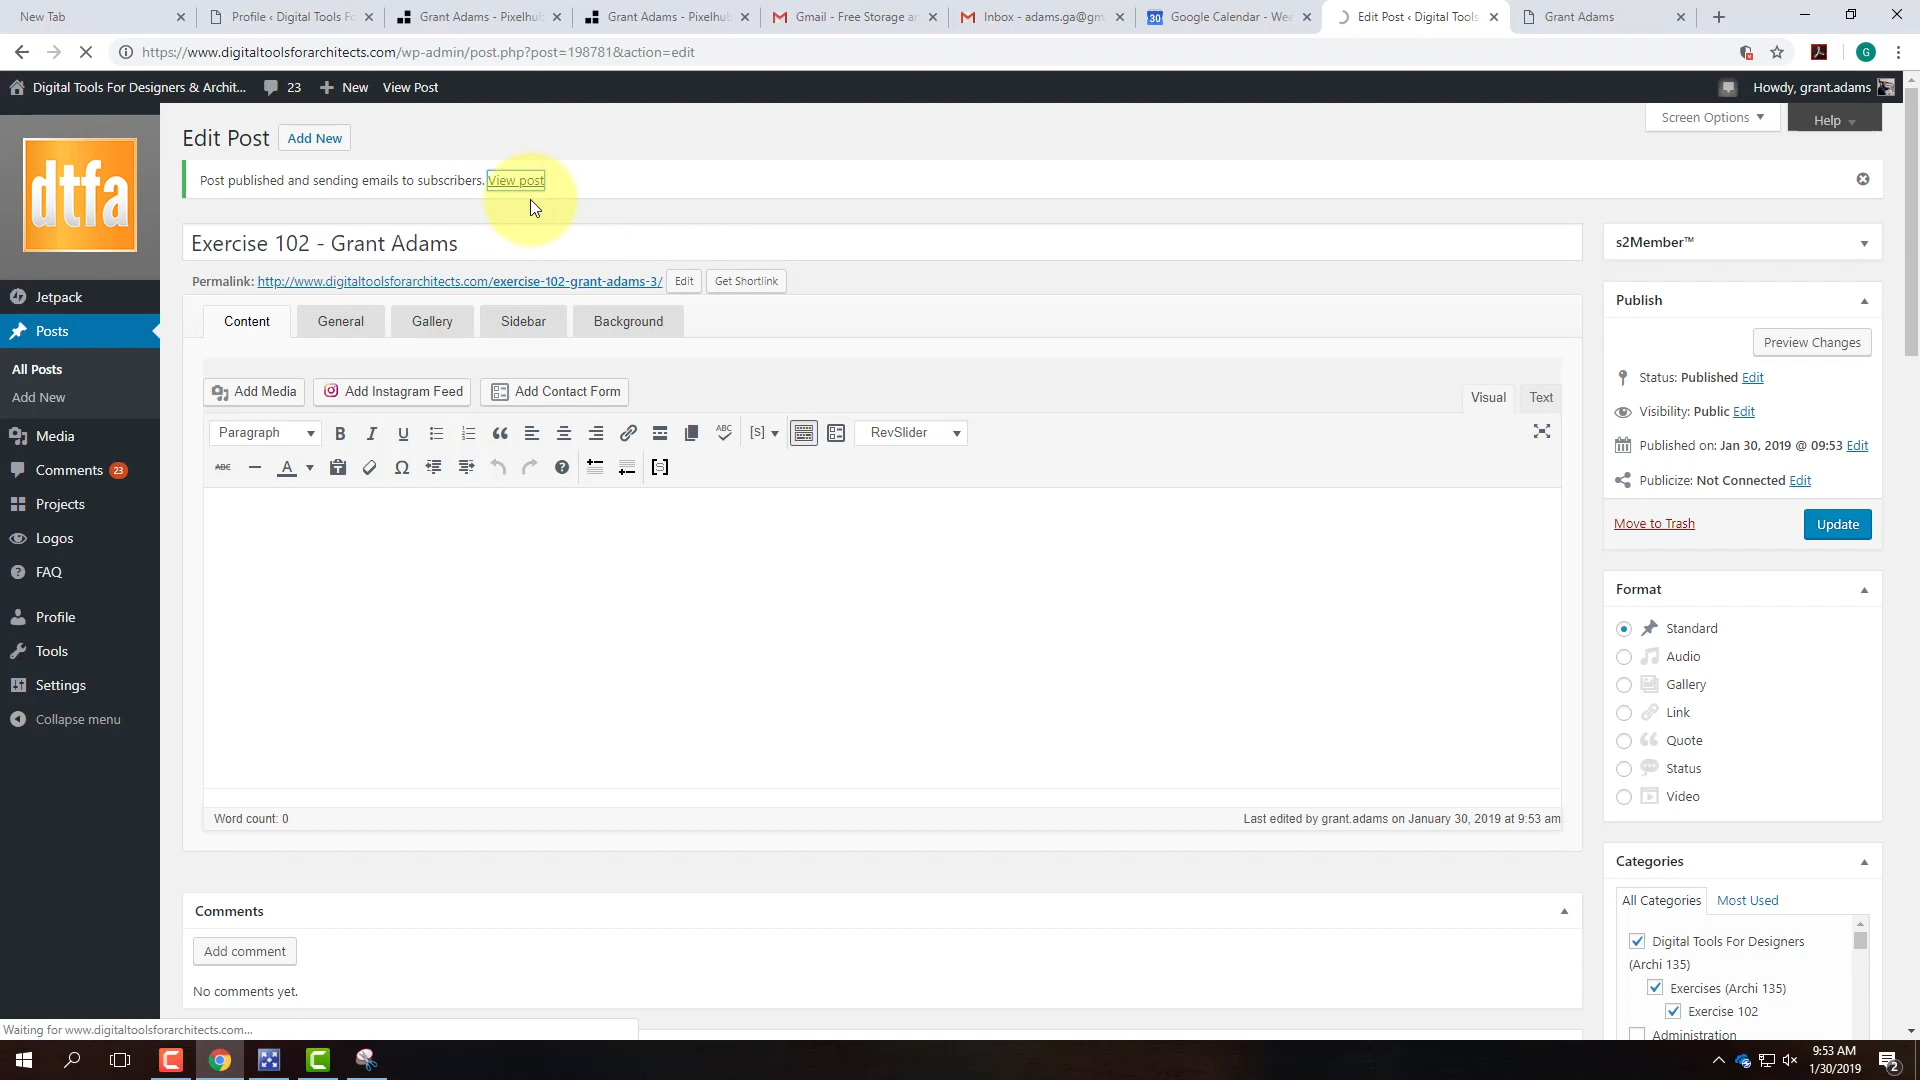 New Tab
Profile ‹ Digital Tools Fo
Grant Adams - Pixelhub
Grant Adams - Pixelhub
Gmail - Free Storage an
Inbox - adams.ga@gm
Google Calendar - Wee
Edit Post ‹ Digital Tools
Grant Adams
https://www.digitaltoolsforarchitects.com/wp-admin/post.php?post=198781&action=edit
G
Digital Tools For Designers & Archit...
23
New
View Post
Howdy, grant.adams
Screen Options
Help
Edit Post
Add New
Post published and sending emails to subscribers. View post
dtfa
Exercise 102 - Grant Adams
Permalink: http://www.digitaltoolsforarchitects.com/exercise-102-grant-adams-3/
Edit
Get Shortlink
Content
General
Gallery
Sidebar
Background
Add Media
Add Instagram Feed
Add Contact Form
Visual
Text
Paragraph
B
I
U
ABC
[s]
RevSlider
ABC
A
Ω
[s]
Word count: 0
Last edited by grant.adams on January 30, 2019 at 9:53 am
Comments
Add comment
No comments yet.
Jetpack
Posts
All Posts
Add New
Media
Comments 23
Projects
Logos
FAQ
Profile
Tools
Settings
Collapse menu
s2Member™
Publish
Preview Changes
Status: Published Edit
Visibility: Public Edit
Published on: Jan 30, 2019 @ 09:53 Edit
Publicize: Not Connected Edit
Move to Trash
Update
Format
Standard
Audio
Gallery
Link
Quote
Status
Video
Categories
All Categories
Most Used
Digital Tools For Designers
(Archi 135)
Exercises (Archi 135)
Exercise 102
Administration
Waiting for www.digitaltoolsforarchitects.com...
30
9:53 AM
1/30/2019
2